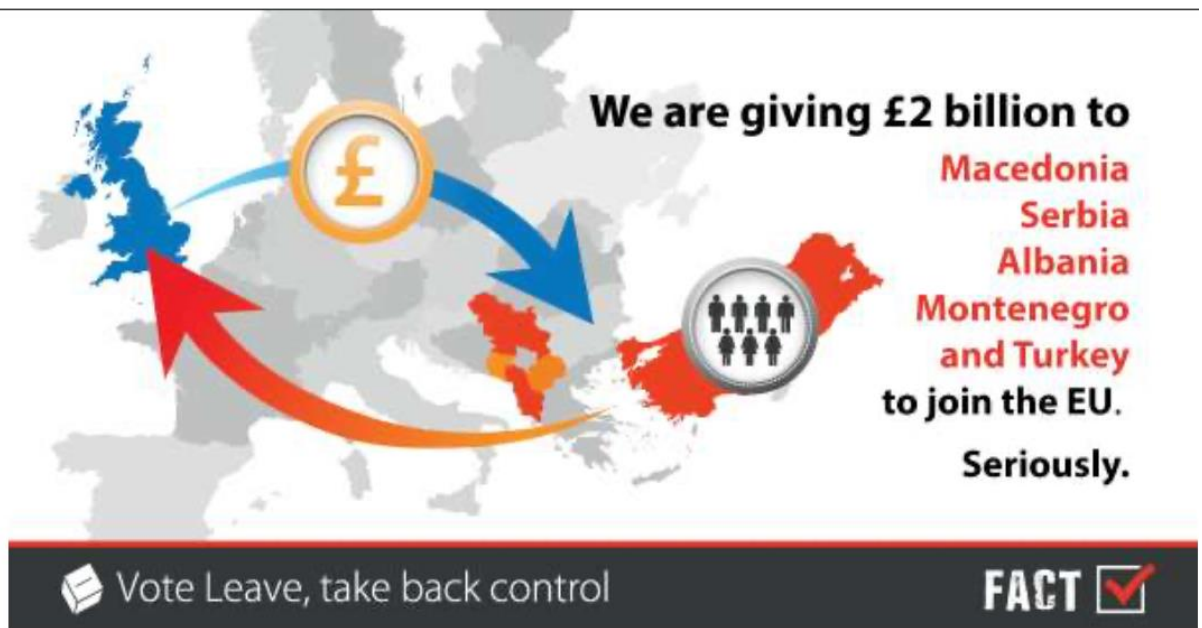 We are giving £2 billion to
Macedonia
Serbia
Albania
Montenegro
and Turkey
to join the EU.
Seriously.
£
Vote Leave, take back control
FACT